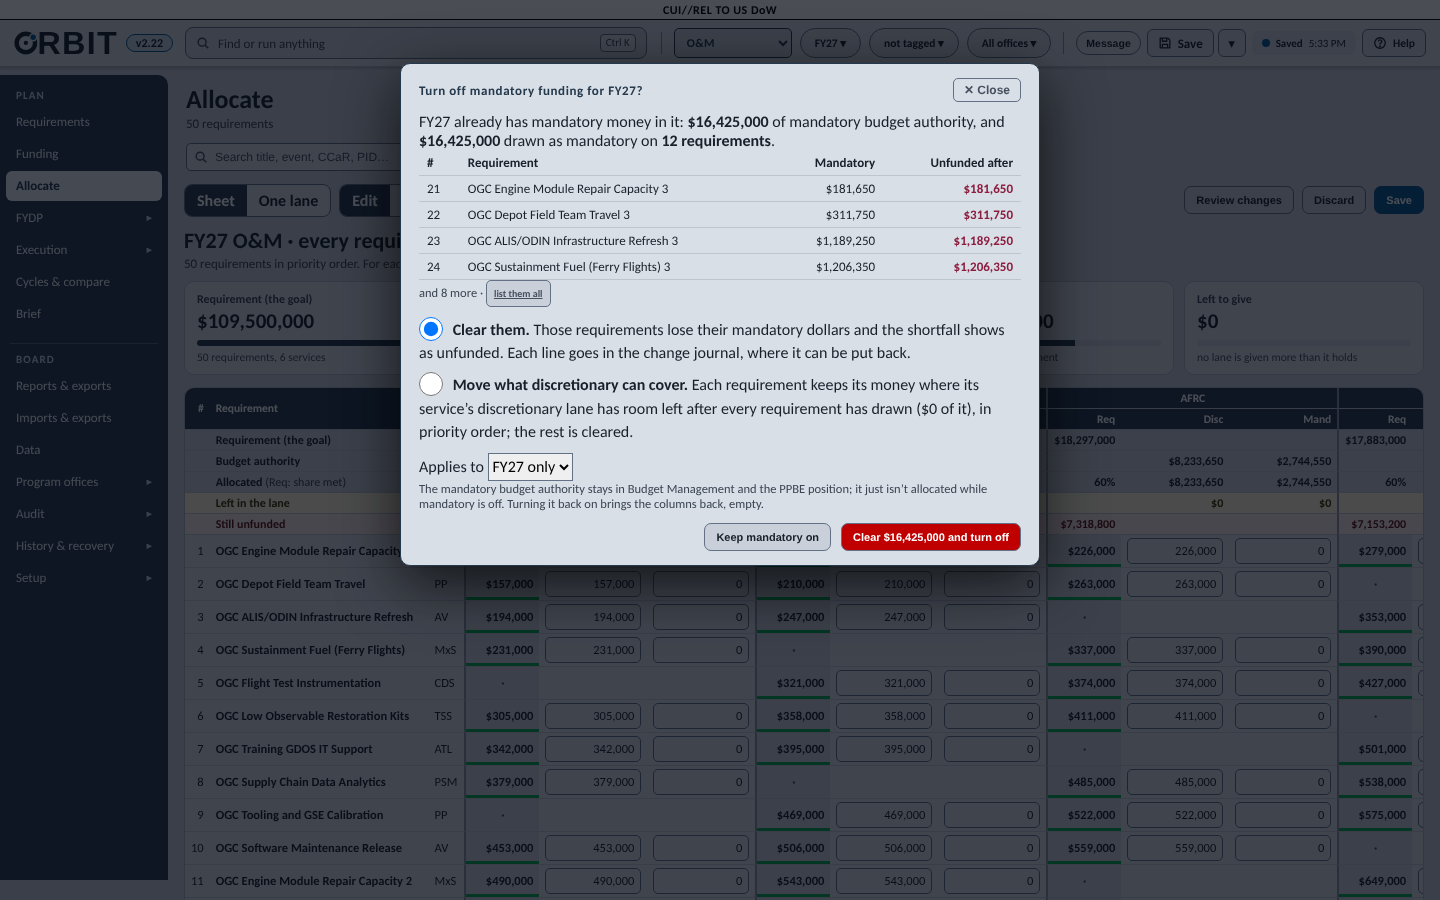 CUI//REL TO US DoW
ORBIT
v2.22
Find or run anything
Ctrl K
O&M
FY27 ▾
not tagged ▾
All offices ▾
Message
Save
▾
Saved 5:33 PM
Help
PLAN
Requirements
Funding
Allocate
FYDP
Execution
Cycles & compare
Brief
BOARD
Reports & exports
Imports & exports
Data
Program offices
Audit
History & recovery
Setup
Allocate
50 requirements
Search title, event, CCaR, PID…
Sheet
One lane
Edit
Review changes
Discard
Save
FY27 O&M · every requi
50 requirements in priority order. For eac
Requirement (the goal)
$109,500,000
50 requirements, 6 services
Left to give
$0
no lane is given more than it holds
Turn off mandatory funding for FY27?
✕ Close
FY27 already has mandatory money in it: $16,425,000 of mandatory budget authority, and
$16,425,000 drawn as mandatory on 12 requirements.
# Requirement Mandatory Unfunded after
21 OGC Engine Module Repair Capacity 3 $181,650 $181,650
22 OGC Depot Field Team Travel 3 $311,750 $311,750
23 OGC ALIS/ODIN Infrastructure Refresh 3 $1,189,250 $1,189,250
24 OGC Sustainment Fuel (Ferry Flights) 3 $1,206,350 $1,206,350
and 8 more · list them all
Clear them. Those requirements lose their mandatory dollars and the shortfall shows
as unfunded. Each line goes in the change journal, where it can be put back.
Move what discretionary can cover. Each requirement keeps its money where its
service's discretionary lane has room left after every requirement has drawn ($0 of it), in
priority order; the rest is cleared.
Applies to FY27 only
The mandatory budget authority stays in Budget Management and the PPBE position; it just isn't allocated while
mandatory is off. Turning it back on brings the columns back, empty.
Keep mandatory on
Clear $16,425,000 and turn off
# Requirement AFRC
Req Disc Mand Req
Requirement (the goal) $18,297,000 $17,883,000
Budget authority $8,233,650 $2,744,550
Allocated (Req: share met) 60% $8,233,650 $2,744,550 60%
Left in the lane $0 $0
Still unfunded $7,318,800 $7,153,200
1 OGC Engine Module Repair Capacity $226,000 226,000 0 $279,000
2 OGC Depot Field Team Travel PP $157,000 157,000 0 $210,000 210,000 0 $263,000 263,000 0 ·
3 OGC ALIS/ODIN Infrastructure Refresh AV $194,000 194,000 0 $247,000 247,000 0 · $353,000
4 OGC Sustainment Fuel (Ferry Flights) MxS $231,000 231,000 0 · $337,000 337,000 0 $390,000
5 OGC Flight Test Instrumentation CDS · $321,000 321,000 0 $374,000 374,000 0 $427,000
6 OGC Low Observable Restoration Kits TSS $305,000 305,000 0 $358,000 358,000 0 $411,000 411,000 0 ·
7 OGC Training GDOS IT Support ATL $342,000 342,000 0 $395,000 395,000 0 · $501,000
8 OGC Supply Chain Data Analytics PSM $379,000 379,000 0 · $485,000 485,000 0 $538,000
9 OGC Tooling and GSE Calibration PP · $469,000 469,000 0 $522,000 522,000 0 $575,000
10 OGC Software Maintenance Release AV $453,000 453,000 0 $506,000 506,000 0 $559,000 559,000 0 ·
11 OGC Engine Module Repair Capacity 2 MxS $490,000 490,000 0 $543,000 543,000 0 · $649,000